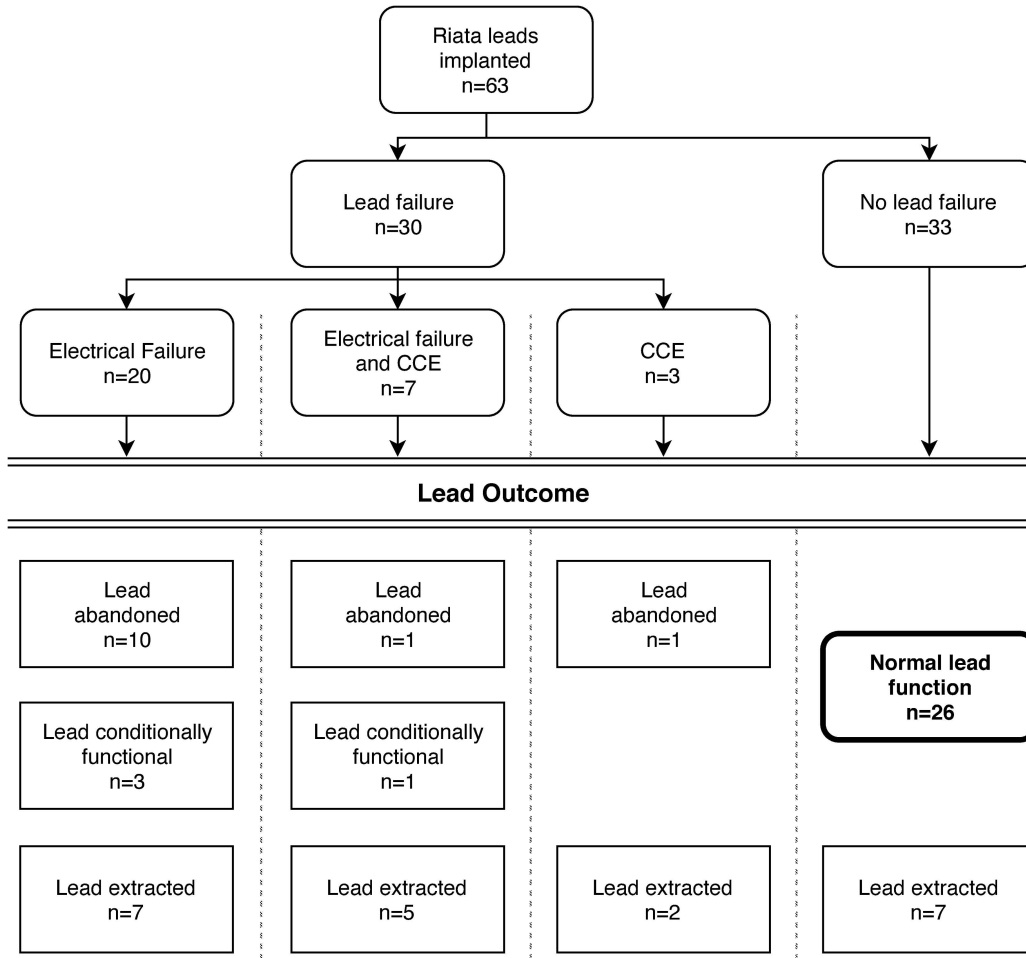 Riata leads
implanted
n=63
Lead failure
n=30
No lead failure
n=33
Electrical Failure
n=20
Electrical failure
and CCE
n=7
CCE
n=3
Lead Outcome
Lead
abandoned
n=10
Lead
abandoned
n=1
Lead
abandoned
n=1
Normal lead
function
n=26
Lead conditionally
functional
n=3
Lead conditionally
functional
n=1
Lead extracted
n=7
Lead extracted
n=5
Lead extracted
n=2
Lead extracted
n=7